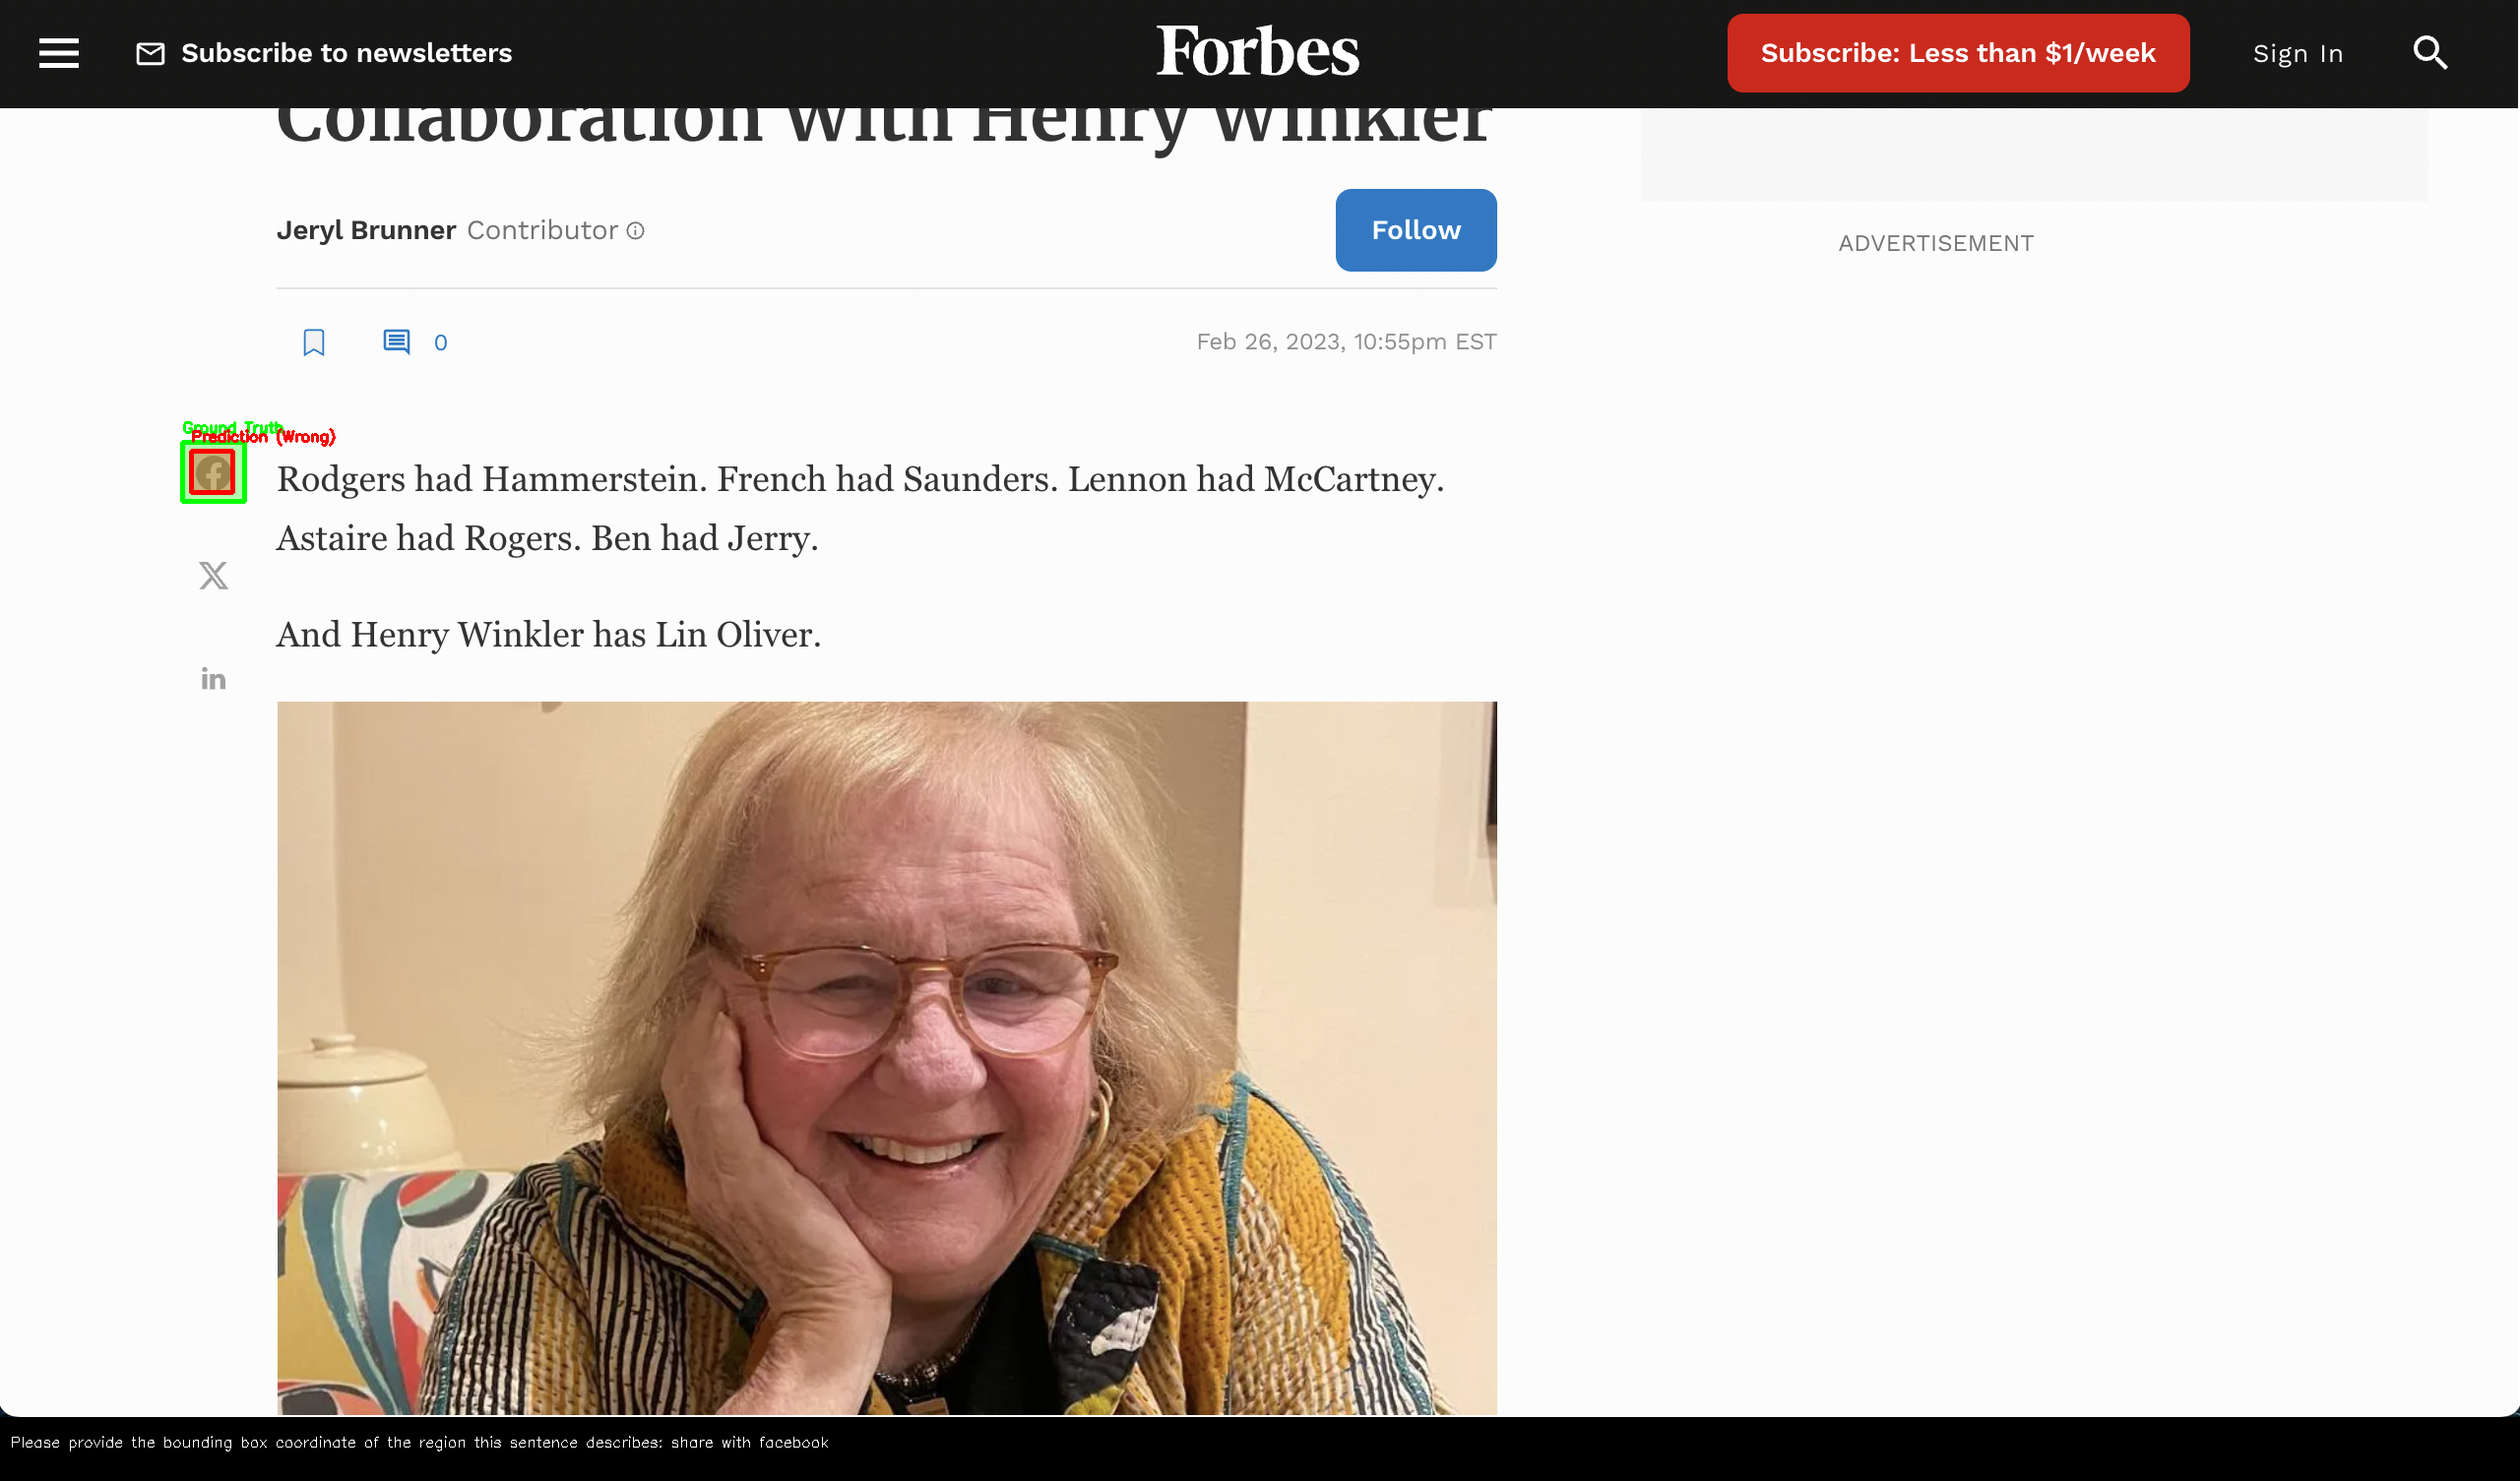 Subscribe to newsletters
Forbes
Subscribe: Less than $1/week
Sign In
Collaboration With Henry Winkler
Jeryl Brunner Contributor
Follow
ADVERTISEMENT
0
Feb 26, 2023, 10:55pm EST
Ground Truth
Prediction (Wrong)
Rodgers had Hammerstein. French had Saunders. Lennon had McCartney.
Astaire had Rogers. Ben had Jerry.
And Henry Winkler has Lin Oliver.
Please provide the bounding box coordinate of the region this sentence describes: share with facebook